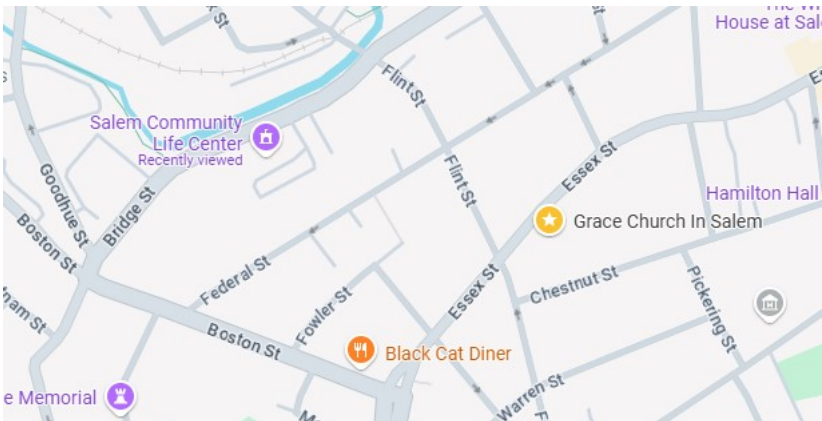 House at Sal
Flint St
Salem Community
Life Center
Recently viewed
Essex St
Flint St
Goodhue St
Bridge St
Hamilton Hall
Grace Church In Salem
Boston St
Federal St
Essex St
Chestnut St
Pickering St
Fowler St
Boston St
Black Cat Diner
Warren St
e Memorial